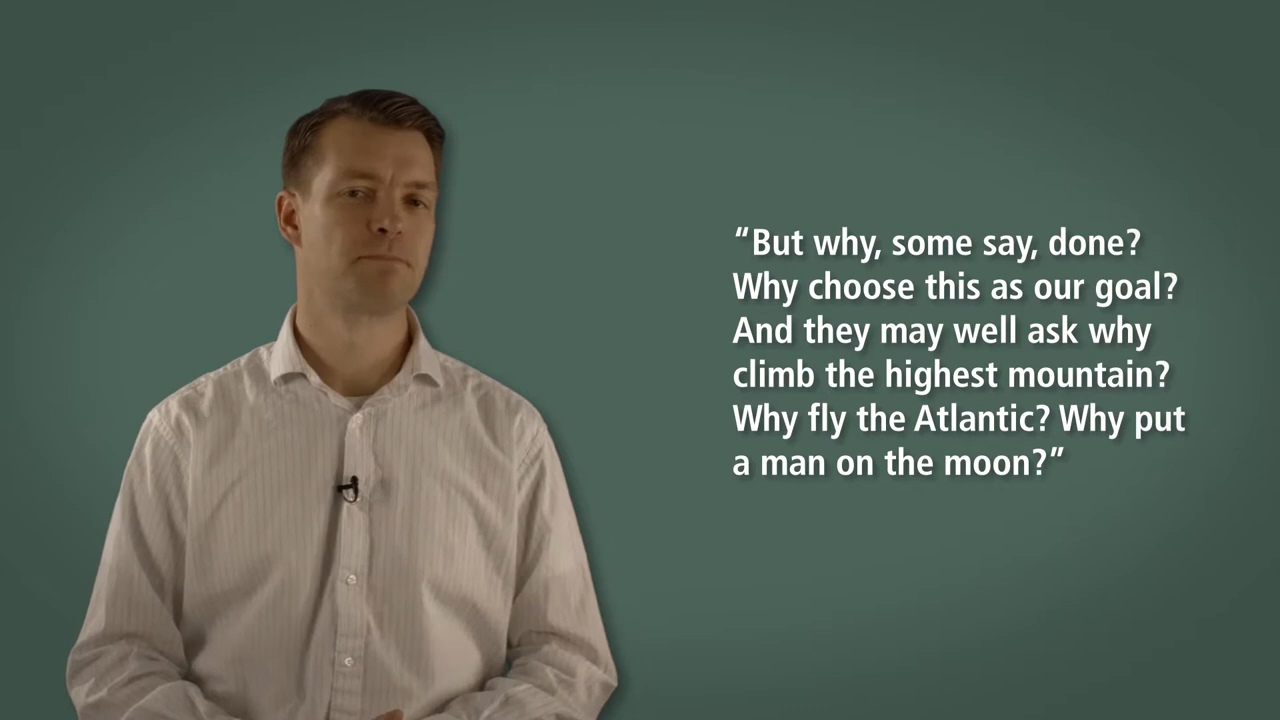 “But why, some say, done?
Why choose this as our goal?
And they may well ask why
climb the highest mountain?
Why fly the Atlantic? Why put
a man on the moon?”